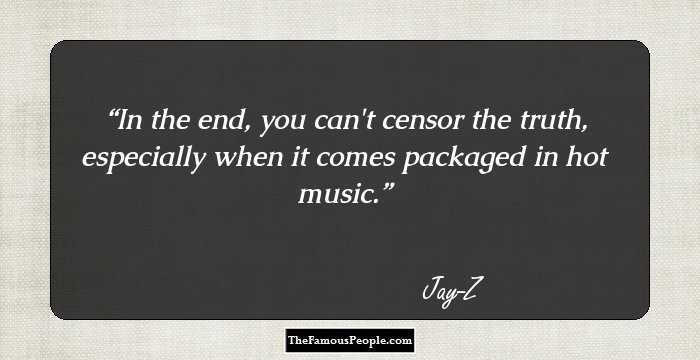 “In the end, you can't censor the truth,
especially when it comes packaged in hot
music.”
Jay-Z
TheFamousPeople.com